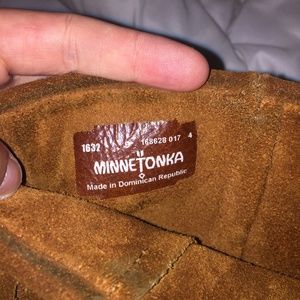 1632 168628 017 4
MINNETONKA
Made in Dominican Republic